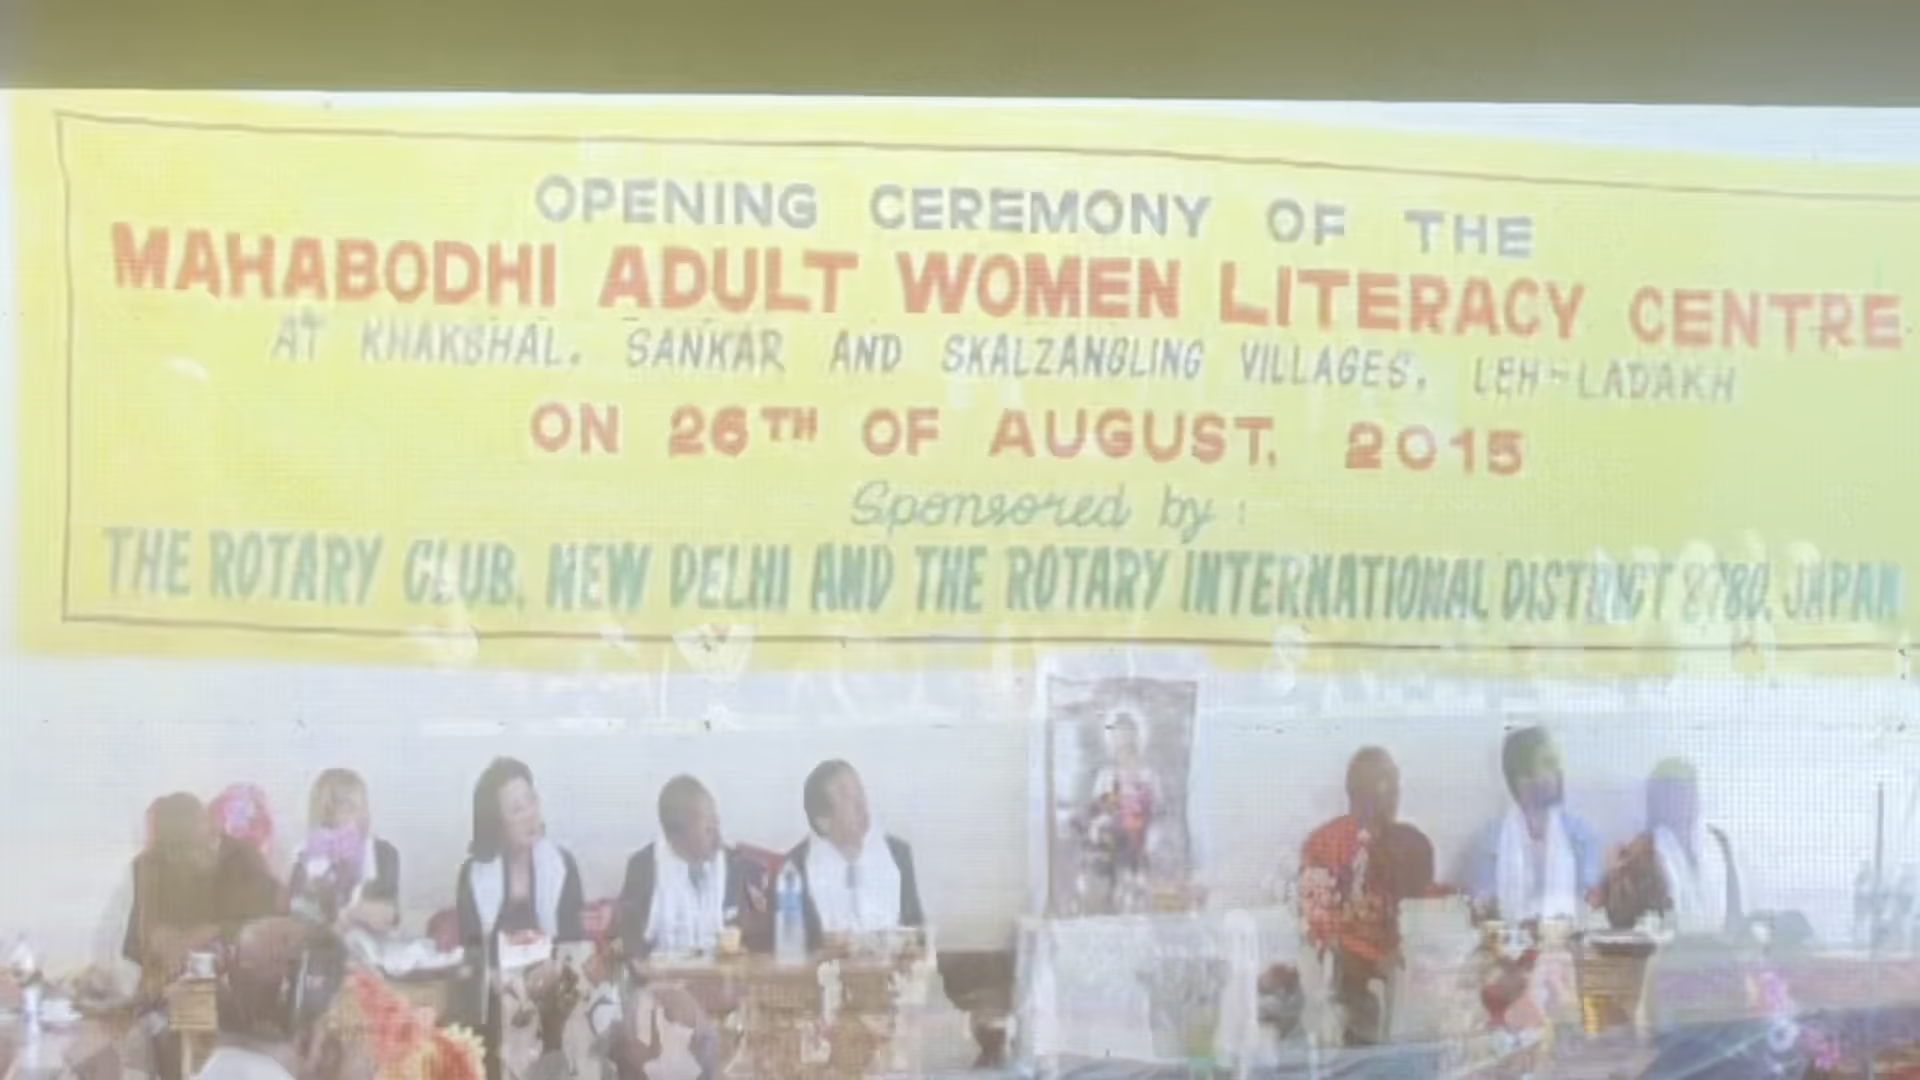 OPENING CEREMONY OF THE
MAHABODHI ADULT WOMEN LITERACY CENTRE
AT KHAKSHAL, SANKAR AND SKALZANGLING VILLAGES, LEH-LADAKH
ON 26TH OF AUGUST, 2015
Sponsored by :
THE ROTARY CLUB, NEW DELHI AND THE ROTARY INTERNATIONAL DISTRICT 2780, JAPAN